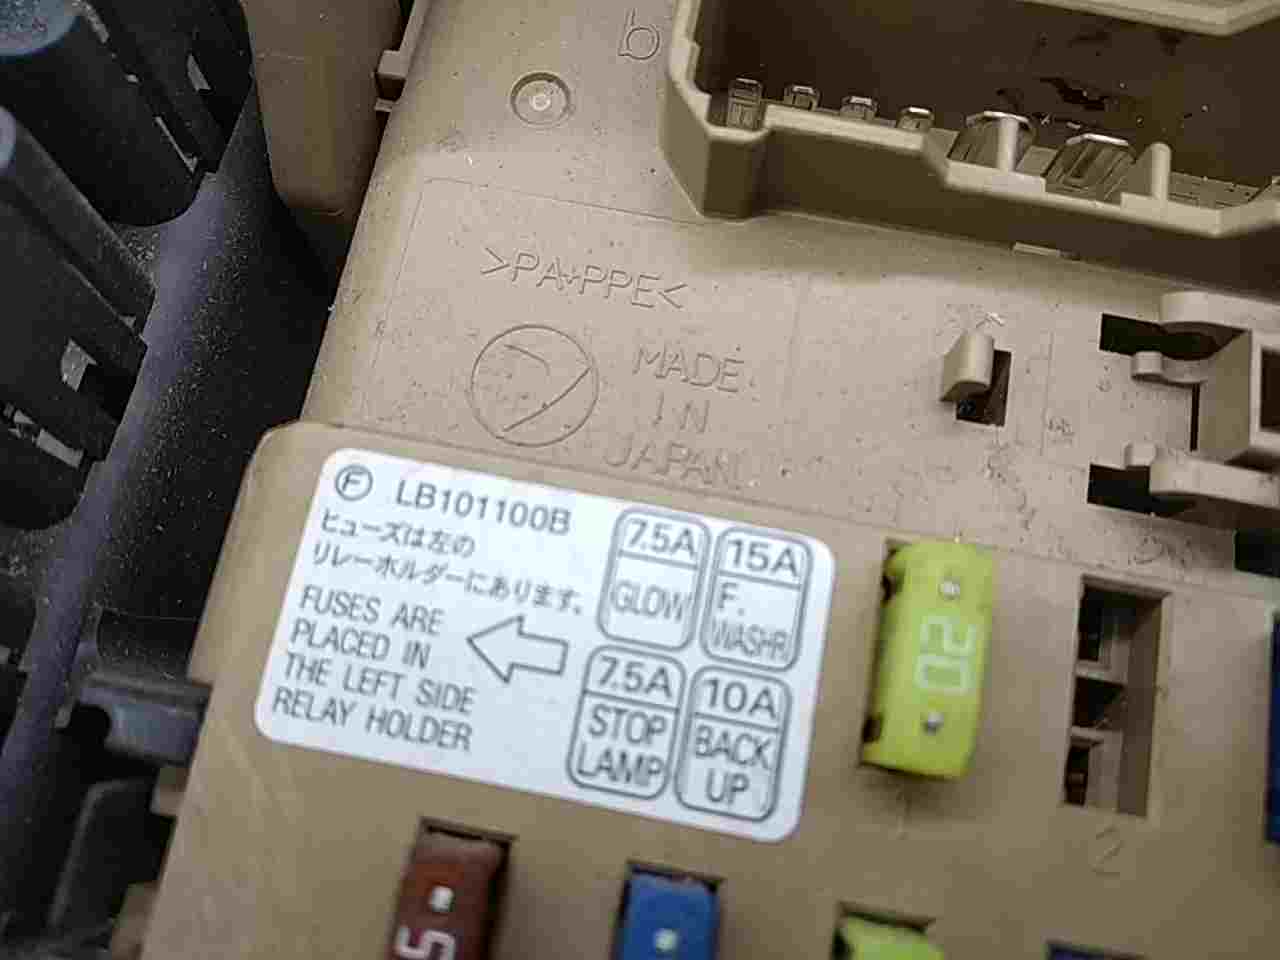 b
>PA+PPE<
MADE
IN
JAPAN
F LB101100B
ヒューズは左の
リレーホルダーにあります。
FUSES ARE
PLACED IN
THE LEFT SIDE
RELAY HOLDER
7.5A
GLOW
15A
F.
WASHR
7.5A
STOP
LAMP
10A
BACK
UP
20
2
5